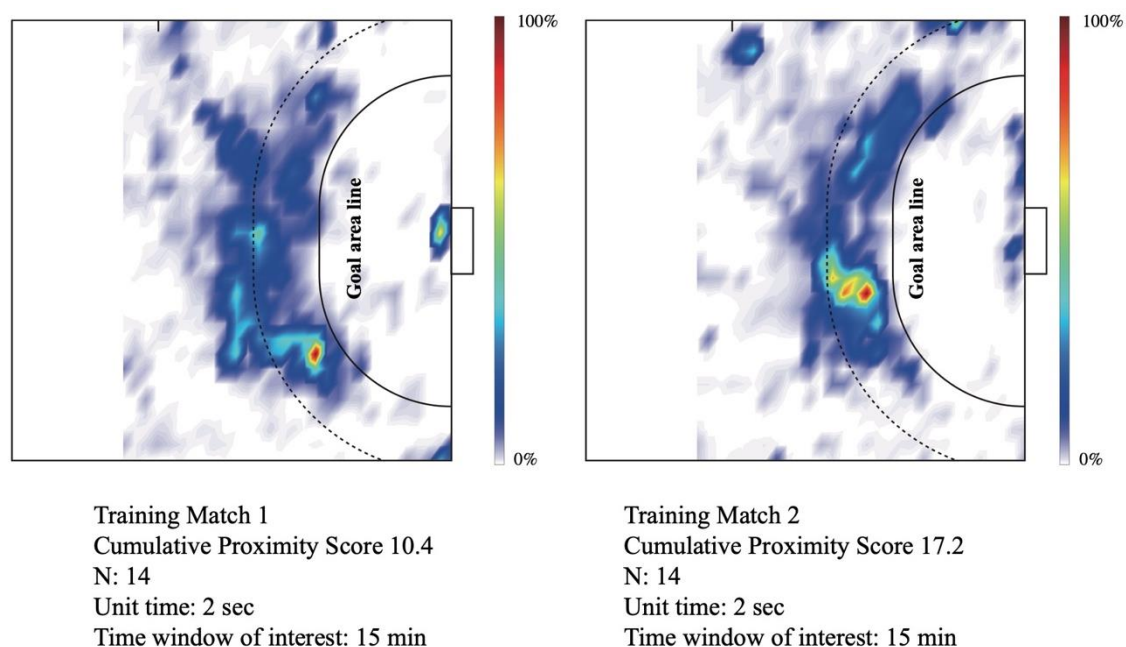 100%
Goal area line
0%
100%
Goal area line
0%
Training Match 1
Cumulative Proximity Score 10.4
N: 14
Unit time: 2 sec
Time window of interest: 15 min
Training Match 2
Cumulative Proximity Score 17.2
N: 14
Unit time: 2 sec
Time window of interest: 15 min